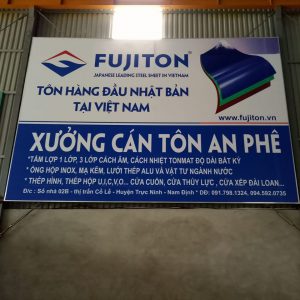 FUJITON®
JAPANESE LEADING STEEL SHEET IN VIETNAM
TÔN HÀNG ĐẦU NHẬT BẢN
TẠI VIỆT NAM
www.fujiton.vn
XƯỞNG CÁN TÔN AN PHÊ
*TẤM LỢP 1 LỚP, 3 LỚP CÁCH ÂM, CÁCH NHIỆT TONMAT ĐỘ DÀI BẤT KỲ
* ỐNG HỘP INOX, MẠ KẼM, LƯỚI THÉP ALU VÀ VẬT TƯ NGÀNH NƯỚC
* THÉP HÌNH, THÉP HỘP U,I,C,V,O... CỬA CUỐN, CỬA THỦY LỰC , CỬA XẾP ĐÀI LOAN...
Đ/c : Số nhà 02B - thị trấn Cổ Lễ - Huyện Trực Ninh - Nam Định * DĐ: 091.798.1324, 094.592.0735